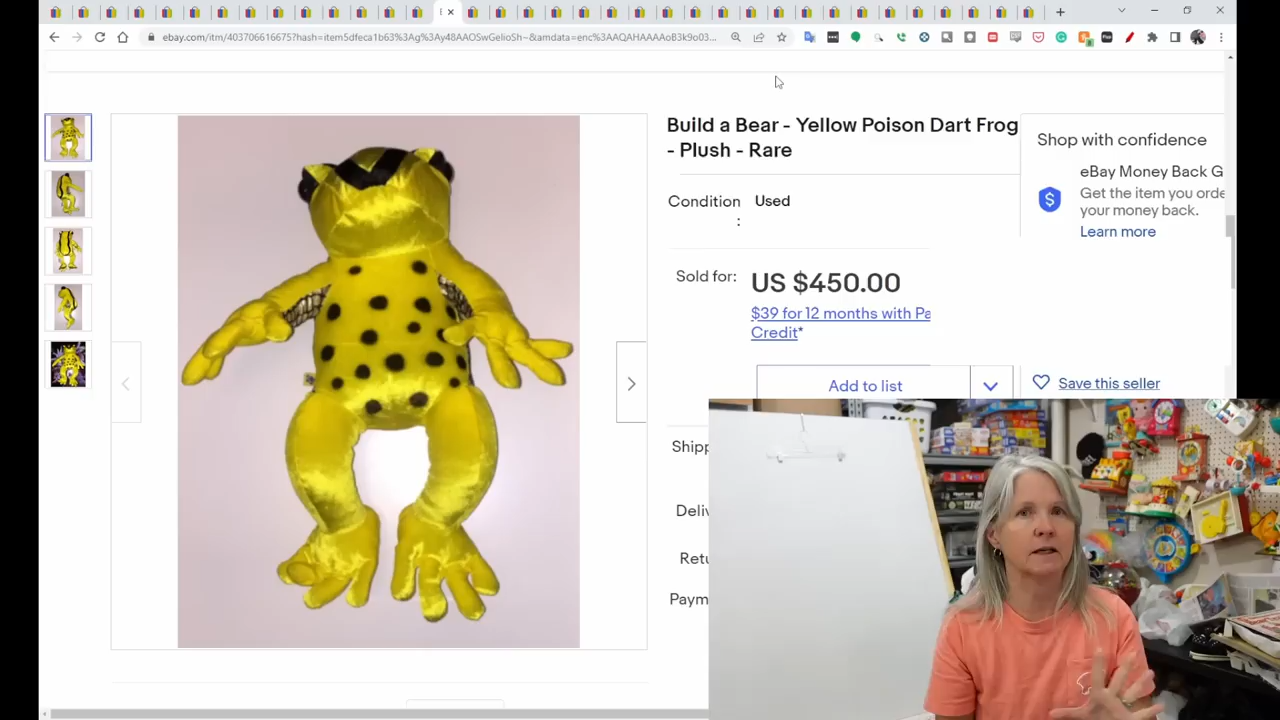 ebay.com/itm/403706616675?hash=item5dfeca1b63%3Ag%3Ay48AAOSwGelioSh~&amdata=enc%3AAQAHAAAAoB3k9o03...
Build a Bear - Yellow Poison Dart Frog
- Plush - Rare
Condition
:
Used
Sold for:
US $450.00
$39 for 12 months with Pa
Credit*
Add to list
Shipp
Deliv
Retu
Paym
Shop with confidence
eBay Money Back G
Get the item you orde
your money back.
Learn more
Save this seller